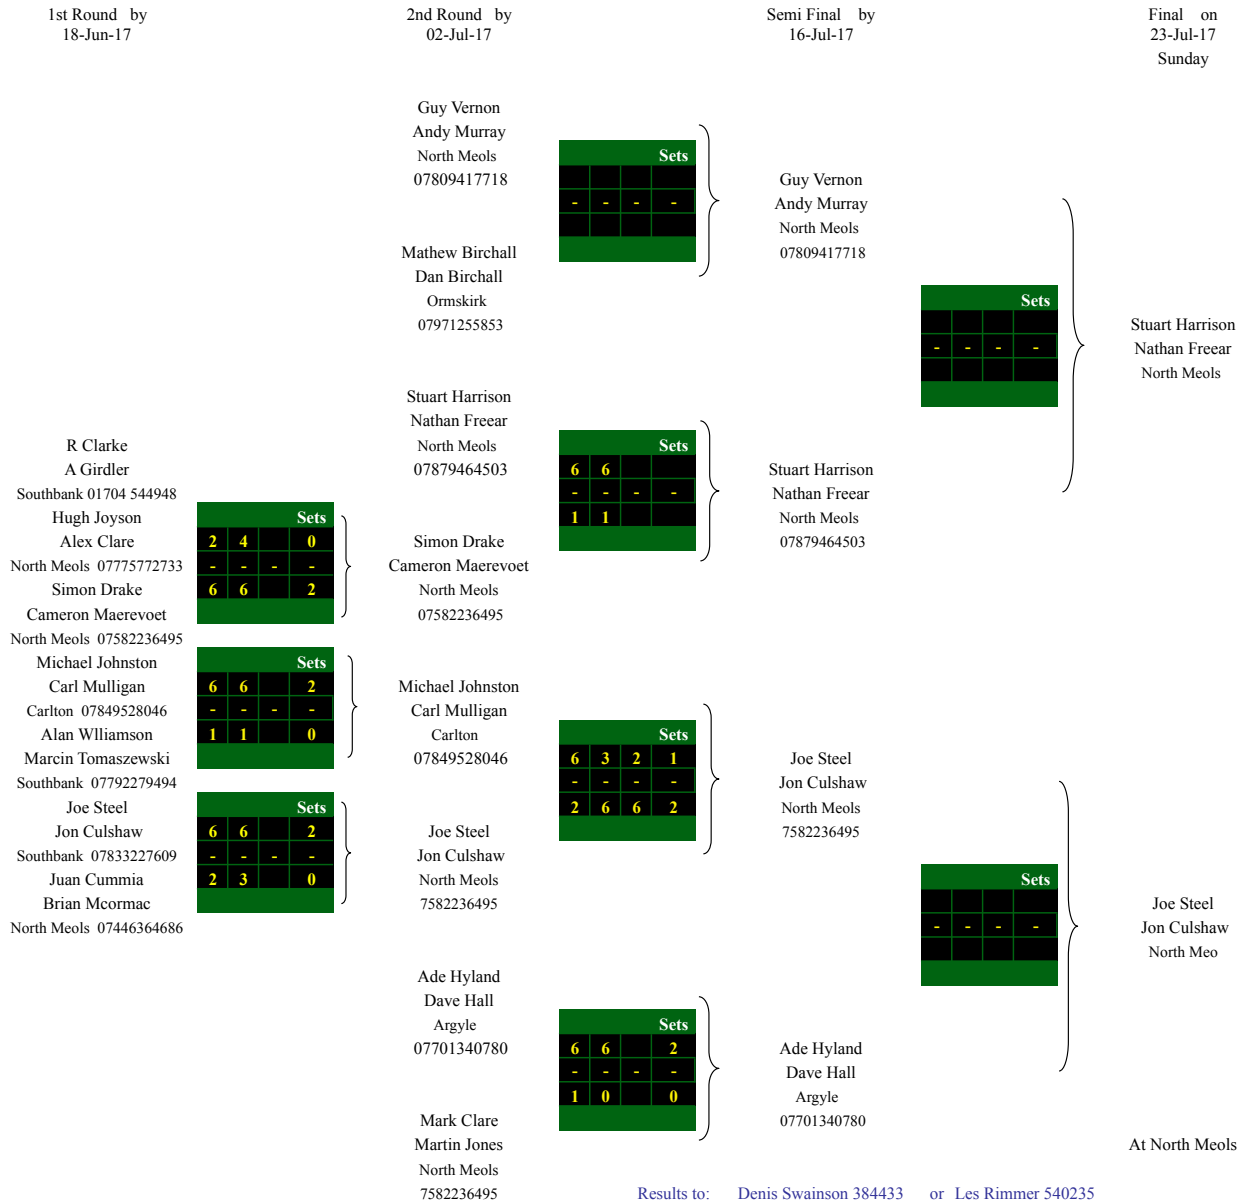 1st Round by
18-Jun-17
2nd Round by
02-Jul-17
Semi Final by
16-Jul-17
Final on
23-Jul-17
Sunday
R Clarke
A Girdler
Southbank 01704 544948
Hugh Joyson
Alex Clare
North Meols 07775772733
Simon Drake
Cameron Maerevoet
North Meols 07582236495
Sets
2 4 0
- - - -
6 6 2
Michael Johnston
Carl Mulligan
Carlton 07849528046
Alan Wlliamson
Marcin Tomaszewski
Southbank 07792279494
Sets
6 6 2
- - - -
1 1 0
Joe Steel
Jon Culshaw
Southbank 07833227609
Juan Cummia
Brian Mcormac
North Meols 07446364686
Sets
6 6 2
- - - -
2 3 0
Guy Vernon
Andy Murray
North Meols
07809417718
Mathew Birchall
Dan Birchall
Ormskirk
07971255853
Sets
- - - -
Stuart Harrison
Nathan Freear
North Meols
07879464503
Simon Drake
Cameron Maerevoet
North Meols
07582236495
Sets
6 6
- - - -
1 1
Michael Johnston
Carl Mulligan
Carlton
07849528046
Joe Steel
Jon Culshaw
North Meols
7582236495
Sets
6 3 2 1
- - - -
2 6 6 2
Ade Hyland
Dave Hall
Argyle
07701340780
Mark Clare
Martin Jones
North Meols
7582236495
Sets
6 6 2
- - - -
1 0 0
Guy Vernon
Andy Murray
North Meols
07809417718
Stuart Harrison
Nathan Freear
North Meols
07879464503
Sets
- - - -
Joe Steel
Jon Culshaw
North Meols
7582236495
Ade Hyland
Dave Hall
Argyle
07701340780
Sets
- - - -
Stuart Harrison
Nathan Freear
North Meols
Joe Steel
Jon Culshaw
North Meo
At North Meols
Results to: Denis Swainson 384433 or Les Rimmer 540235